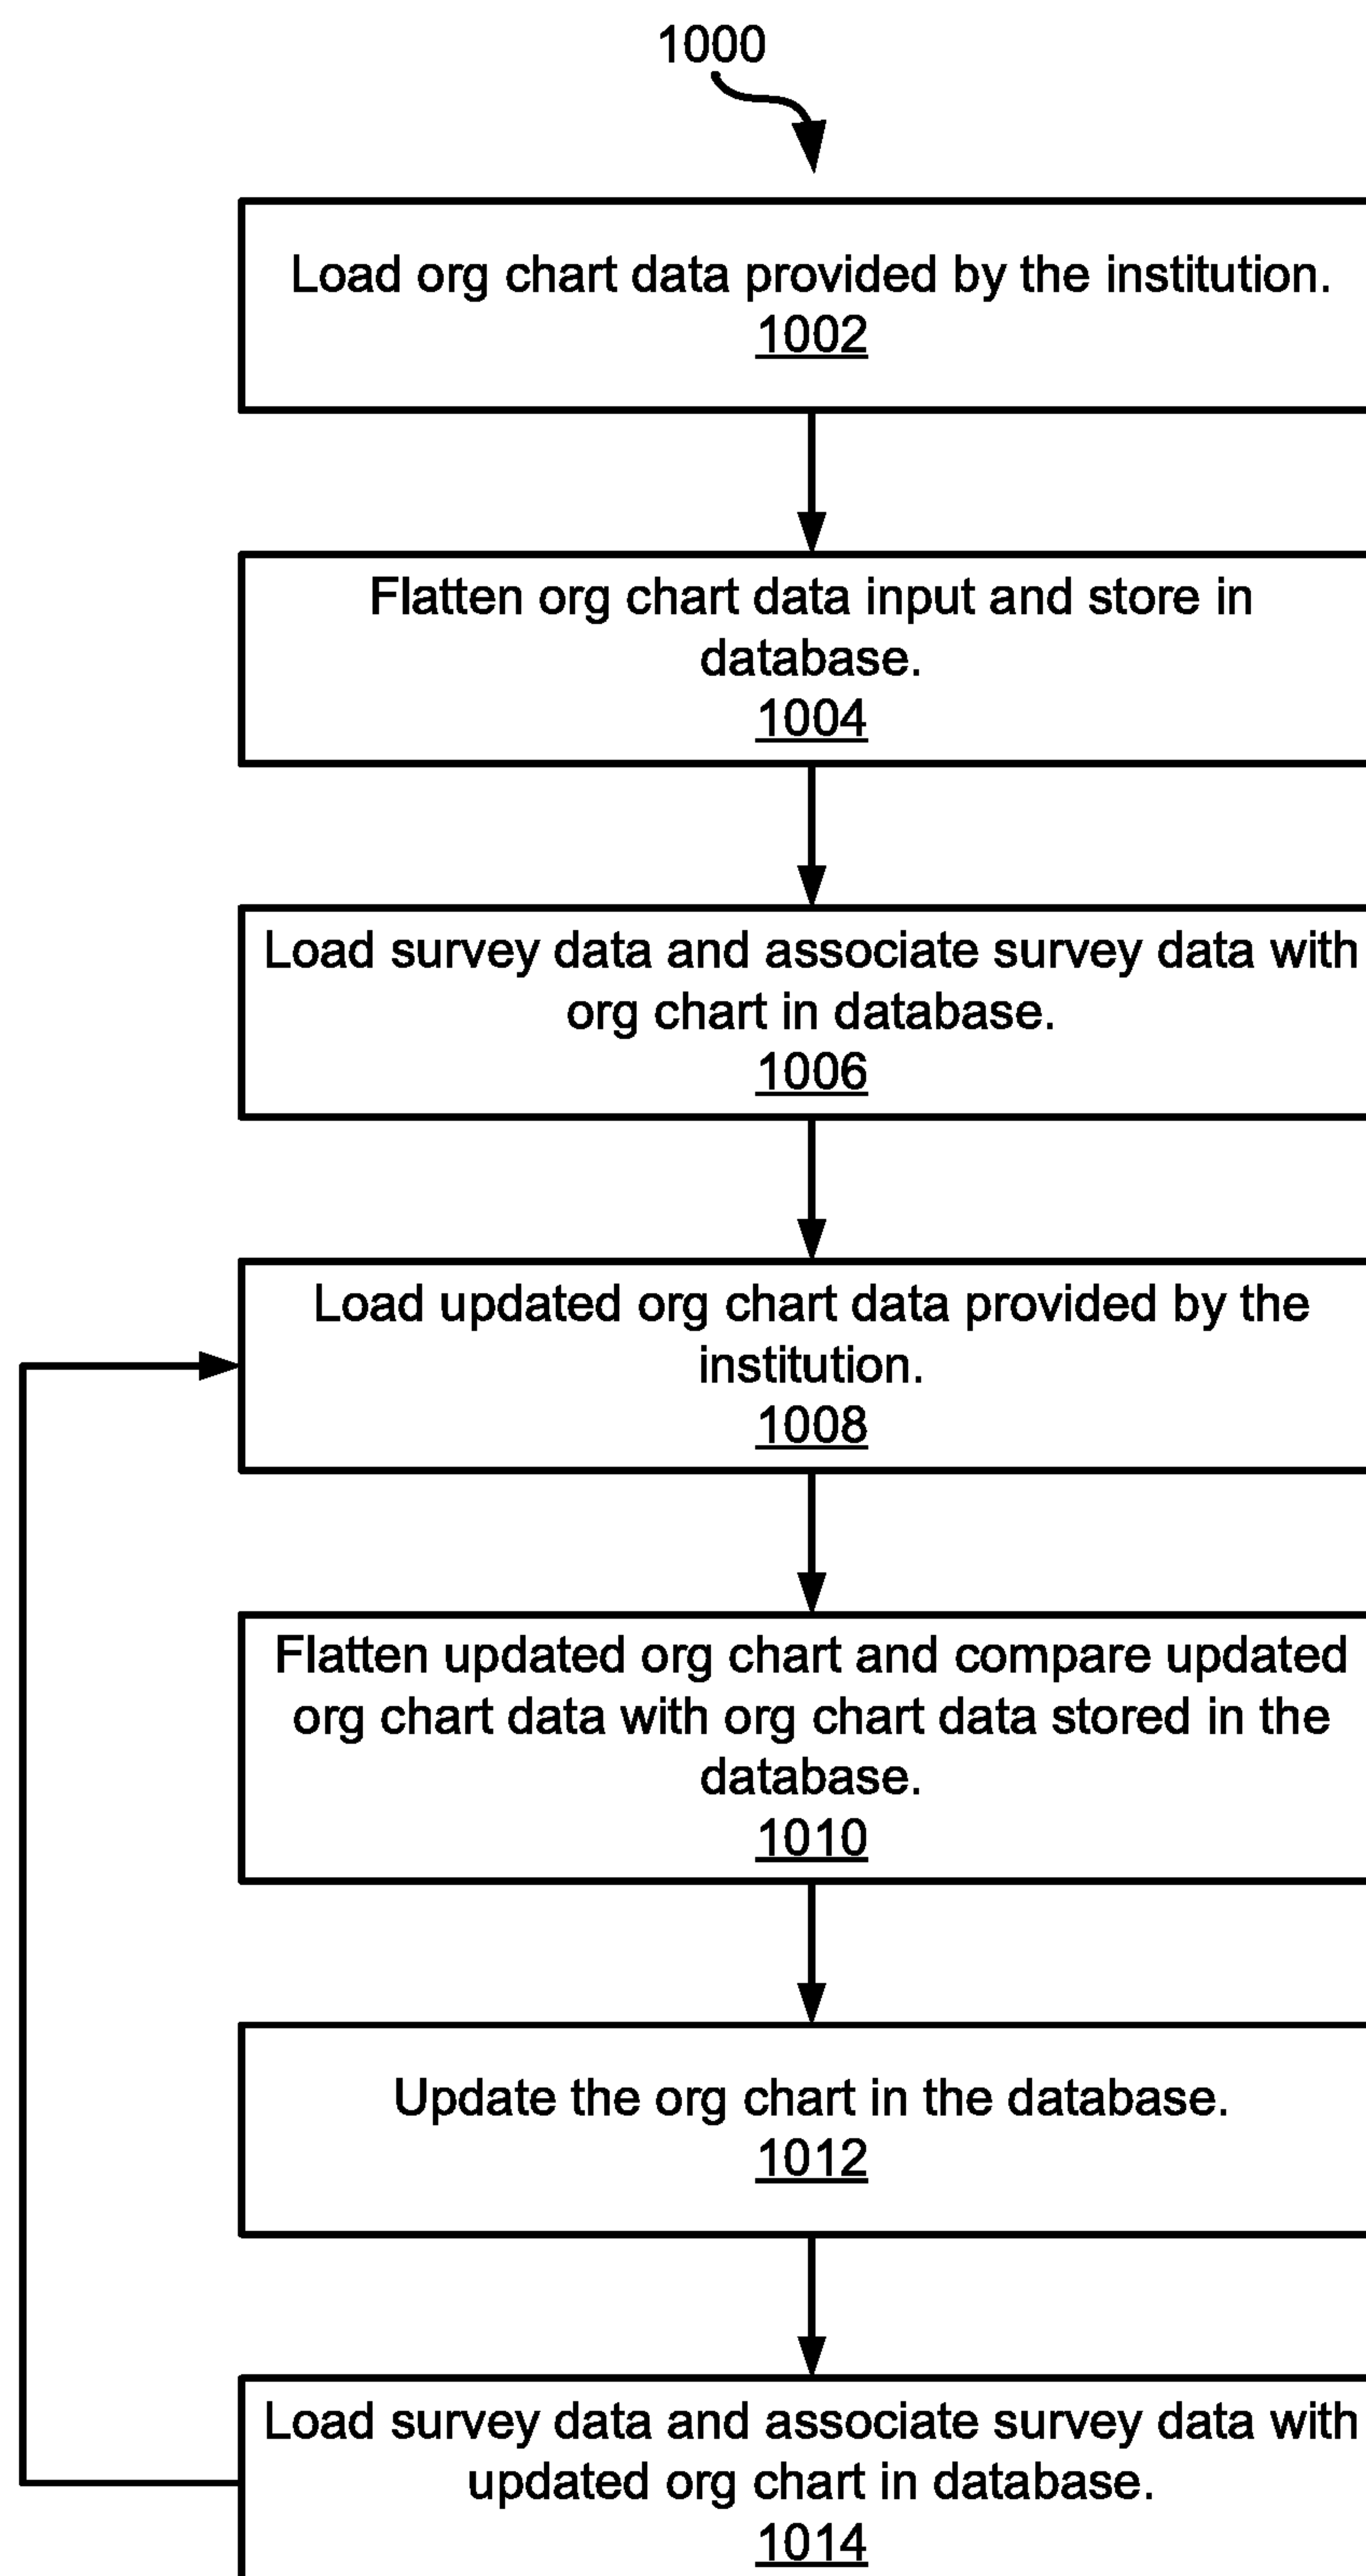 1000
Load org chart data provided by the institution.
1002
Flatten org chart data input and store in
database.
1004
Load survey data and associate survey data with
org chart in database.
1006
Load updated org chart data provided by the
institution.
1008
Flatten updated org chart and compare updated
org chart data with org chart data stored in the
database.
1010
Update the org chart in the database.
1012
Load survey data and associate survey data with
updated org chart in database.
1014